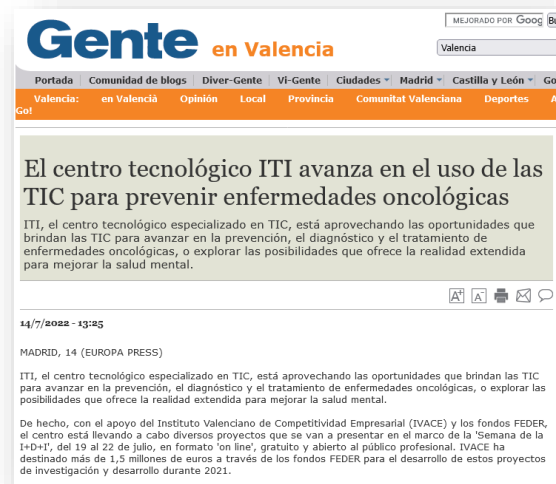 MEJORADO POR Goog
Gente en Valencia
Valencia
Portada Comunidad de blogs Diver-Gente Vi-Gente Ciudades Madrid Castilla y León
Valencia: en Valencià Opinión Local Provincia Comunitat Valenciana Deportes
Go!
El centro tecnológico ITI avanza en el uso de las
TIC para prevenir enfermedades oncológicas
ITI, el centro tecnológico especializado en TIC, está aprovechando las oportunidades que
brindan las TIC para avanzar en la prevención, el diagnóstico y el tratamiento de
enfermedades oncológicas, o explorar las posibilidades que ofrece la realidad extendida
para mejorar la salud mental.
A+ A-
14/7/2022 - 13:25
MADRID, 14 (EUROPA PRESS)
ITI, el centro tecnológico especializado en TIC, está aprovechando las oportunidades que brindan las TIC
para avanzar en la prevención, el diagnóstico y el tratamiento de enfermedades oncológicas, o explorar las
posibilidades que ofrece la realidad extendida para mejorar la salud mental.
De hecho, con el apoyo del Instituto Valenciano de Competitividad Empresarial (IVACE) y los fondos FEDER,
el centro está llevando a cabo diversos proyectos que se van a presentar en el marco de la 'Semana de la
I+D+I', del 19 al 22 de julio, en formato 'on line', gratuito y abierto al público profesional. IVACE ha
destinado más de 1,5 millones de euros a través de los fondos FEDER para el desarrollo de estos proyectos
de investigación y desarrollo durante 2021.